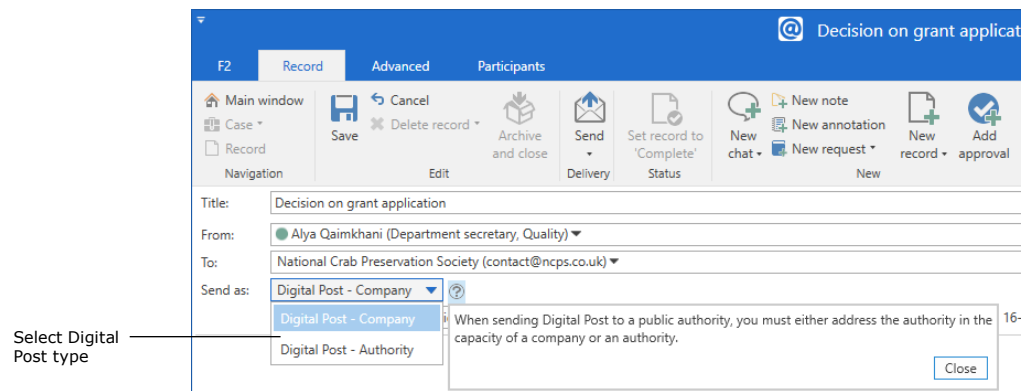 Decision on grant applicat
F2 Record Advanced Participants
Main window
Case
Record
Navigation
Save
Cancel
Delete record
Archive
and close
Edit
Send
Delivery
Set record to
'Complete'
Status
New
chat
New note
New annotation
New request
New
record
Add
approval
New
Title: Decision on grant application
From: Alya Qaimkhani (Department secretary, Quality)
To: National Crab Preservation Society (contact@ncps.co.uk)
Send as: Digital Post - Company ?
Digital Post - Company
Digital Post - Authority
When sending Digital Post to a public authority, you must either address the authority in the
capacity of a company or an authority.
Close
16-
Select Digital
Post type